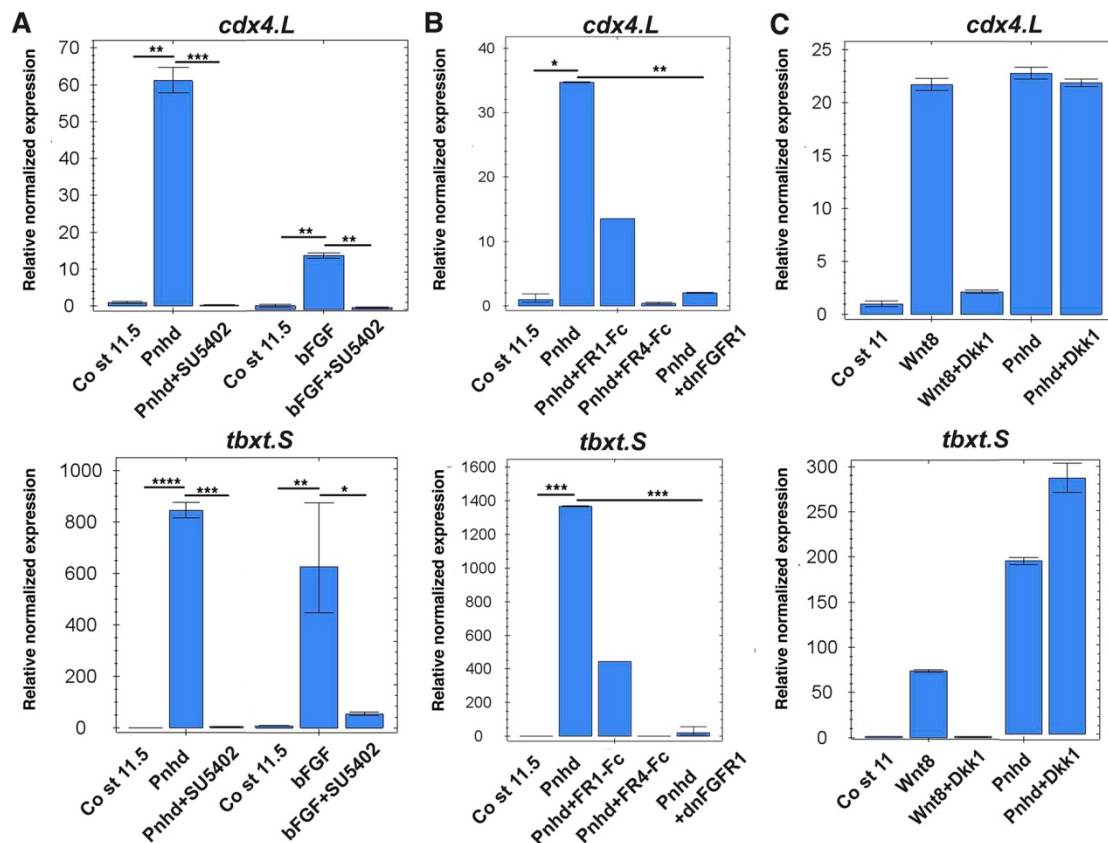 A
cdx4.L
Relative normalized expression
70
60
50
40
30
20
10
0
**
***
**
**
Co st 11.5
Pnhd
Pnhd+SU5402
Co st 11.5
bFGF
bFGF+SU5402
B
cdx4.L
Relative normalized expression
40
30
20
10
0
*
**
Co st 11.5
Pnhd
Pnhd+FR1-Fc
Pnhd+FR4-Fc
Pnhd
+dnFGFR1
C
cdx4.L
Relative normalized expression
25
20
15
10
5
0
Co st 11
Wnt8
Wnt8+Dkk1
Pnhd
Pnhd+Dkk1
tbxt.S
Relative normalized expression
1000
800
600
400
200
0
****
***
**
*
Co st 11.5
Pnhd
Pnhd+SU5402
Co st 11.5
bFGF
bFGF+SU5402
tbxt.S
Relative normalized expression
1600
1400
1200
1000
800
600
400
200
0
***
***
Co st 11.5
Pnhd
Pnhd+FR1-Fc
Pnhd+FR4-Fc
Pnhd
+dnFGFR1
tbxt.S
Relative normalized expression
300
250
200
150
100
50
0
Co st 11
Wnt8
Wnt8+Dkk1
Pnhd
Pnhd+Dkk1